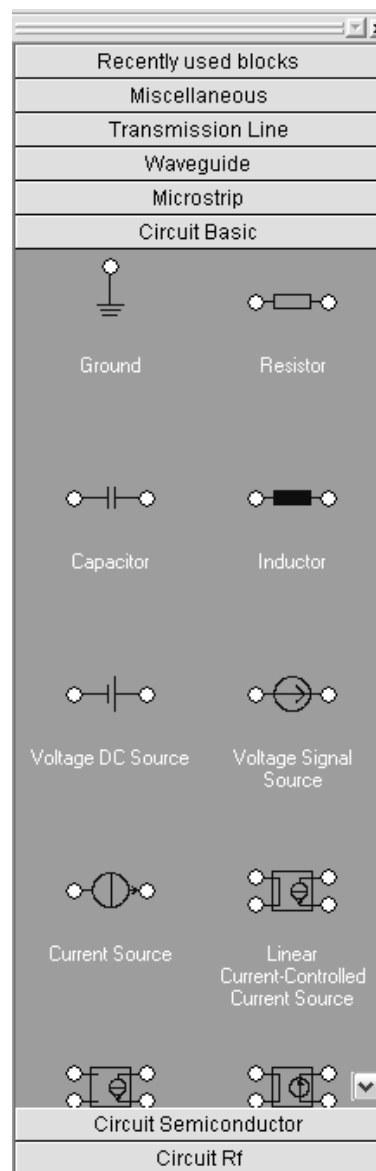 Recently used blocks
Miscellaneous
Transmission Line
Waveguide
Microstrip
Circuit Basic
Ground
Resistor
Capacitor
Inductor
Voltage DC Source
Voltage Signal
Source
Current Source
Linear
Current-Controlled
Current Source
Circuit Semiconductor
Circuit Rf